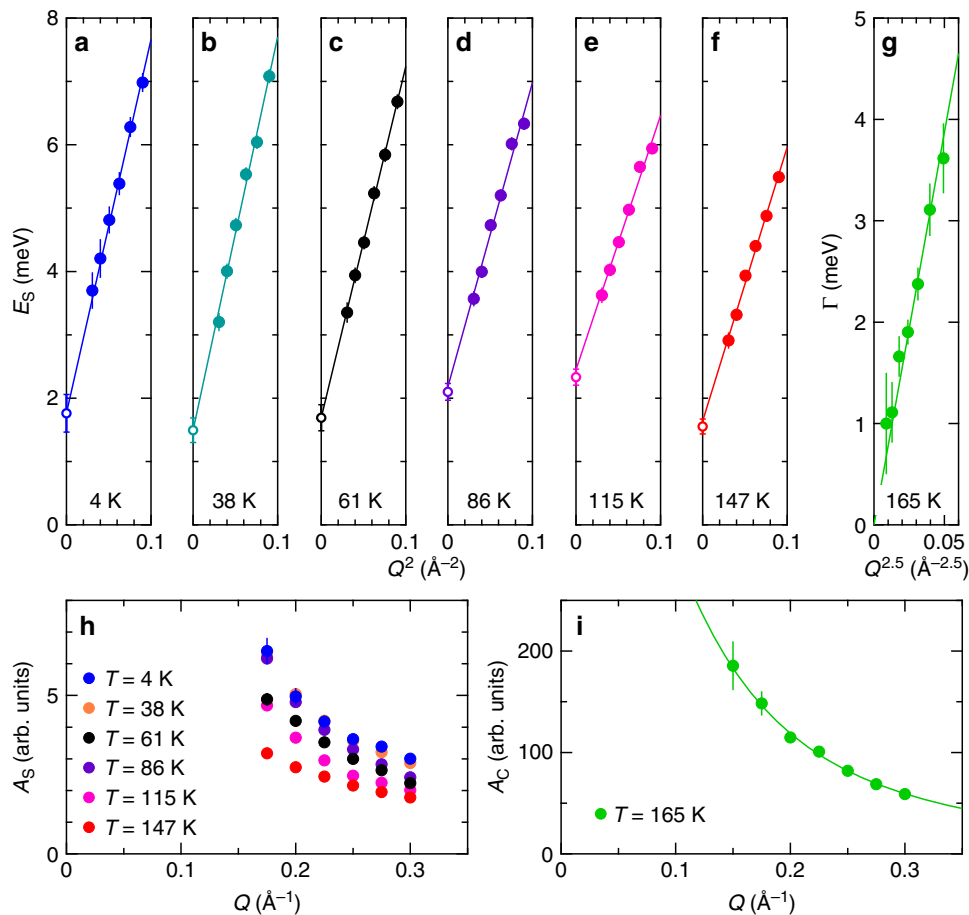 a
b
c
d
e
f
g
8
6
4
2
0
E_S (meV)
5
4
3
2
1
0
Γ (meV)
4 K
38 K
61 K
86 K
115 K
147 K
165 K
0 0.1
0 0.1
0 0.1
0 0.1
0 0.1
0 0.1
0 0.05
Q² (Å⁻²)
Q^2.5 (Å^−2.5)
h
5
0
A_S (arb. units)
T = 4 K
T = 38 K
T = 61 K
T = 86 K
T = 115 K
T = 147 K
0 0.1 0.2 0.3
Q (Å⁻¹)
i
200
100
0
A_C (arb. units)
T = 165 K
0 0.1 0.2 0.3
Q (Å⁻¹)